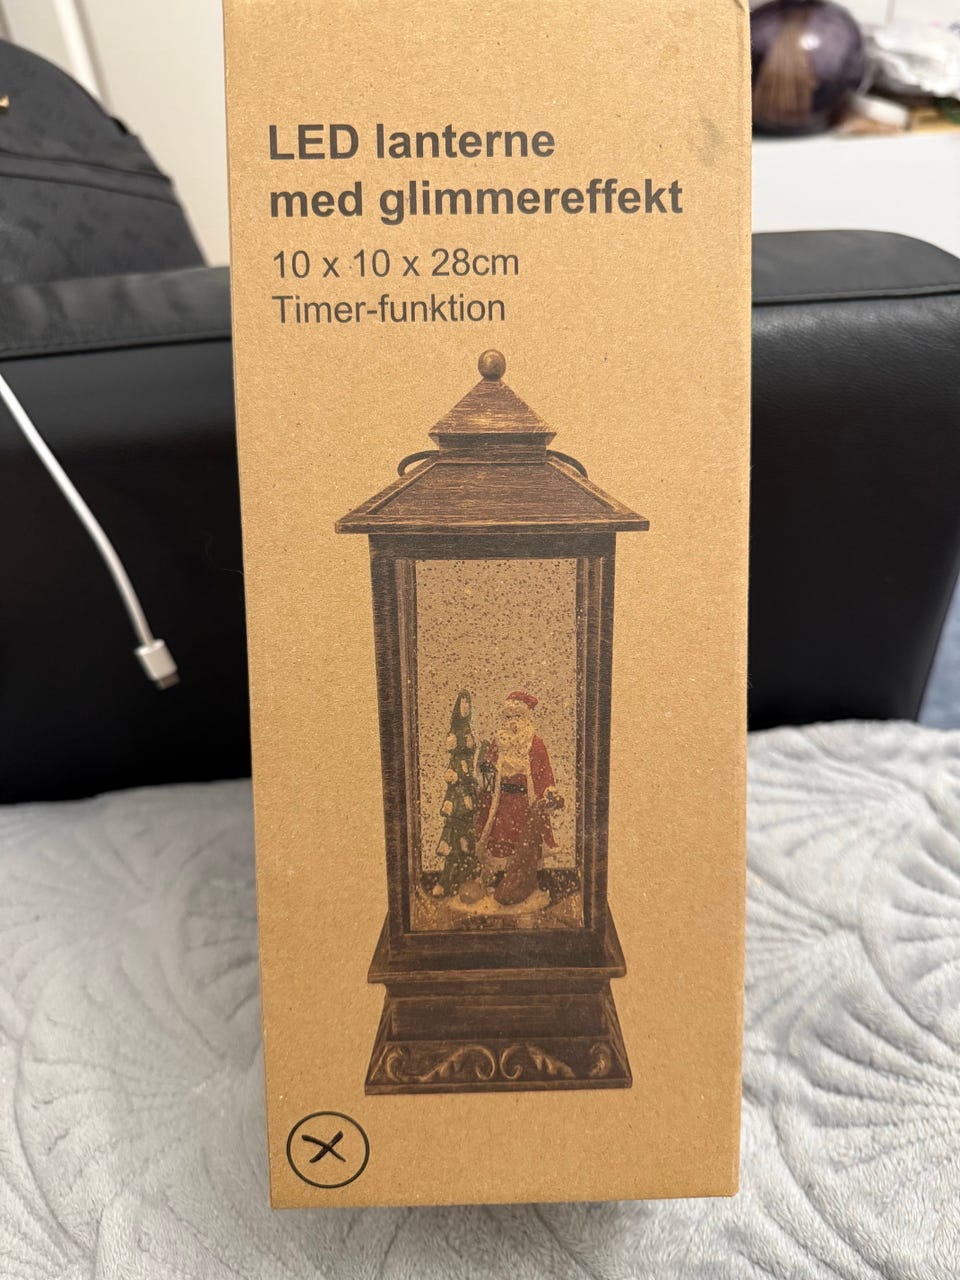 LED lanterne
med glimmereffekt
10 x 10 x 28cm
Timer-funktion